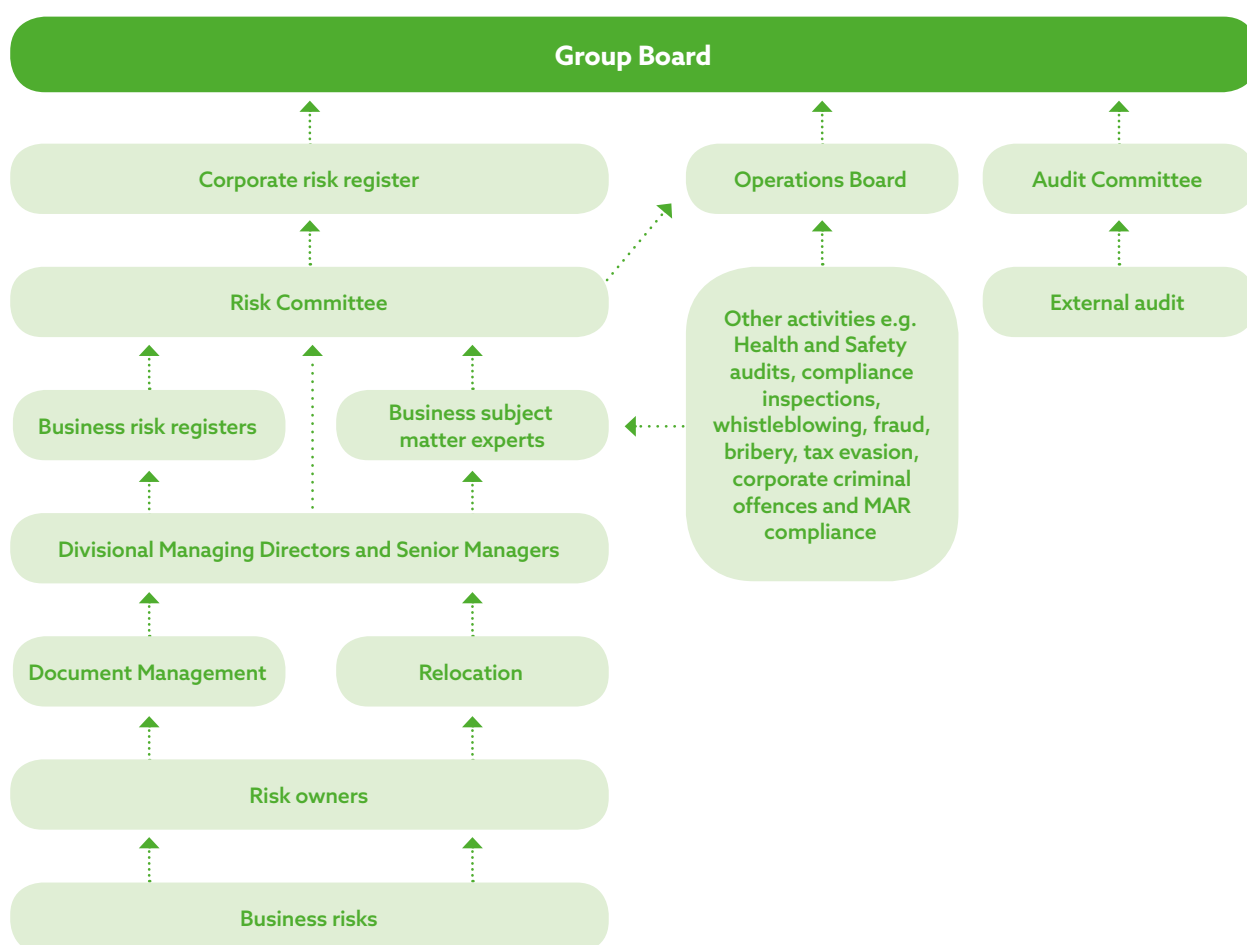 Group Board
Corporate risk register
Operations Board
Audit Committee
Risk Committee
External audit
Other activities e.g.
Health and Safety
audits, compliance
inspections,
whistleblowing, fraud,
bribery, tax evasion,
corporate criminal
offences and MAR
compliance
Business risk registers
Business subject
matter experts
Divisional Managing Directors and Senior Managers
Document Management
Relocation
Risk owners
Business risks